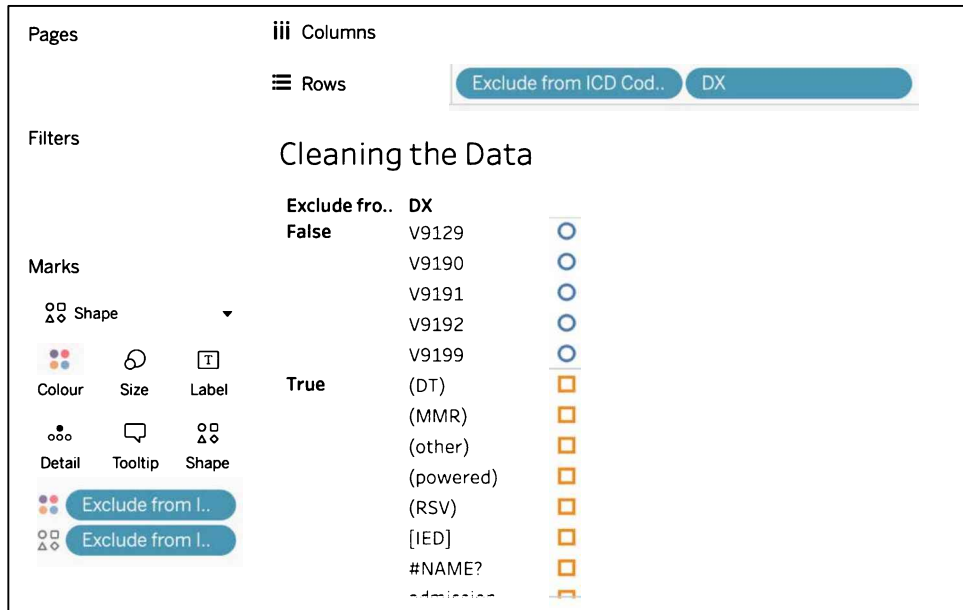 Pages
Columns
Rows
Exclude from ICD Cod..
DX
Filters
Cleaning the Data
Exclude fro.. DX
False V9129
V9190
V9191
V9192
V9199
Marks
Shape
Colour Size Label
Detail Tooltip Shape
Exclude from I..
Exclude from I..
True (DT)
(MMR)
(other)
(powered)
(RSV)
[IED]
#NAME?